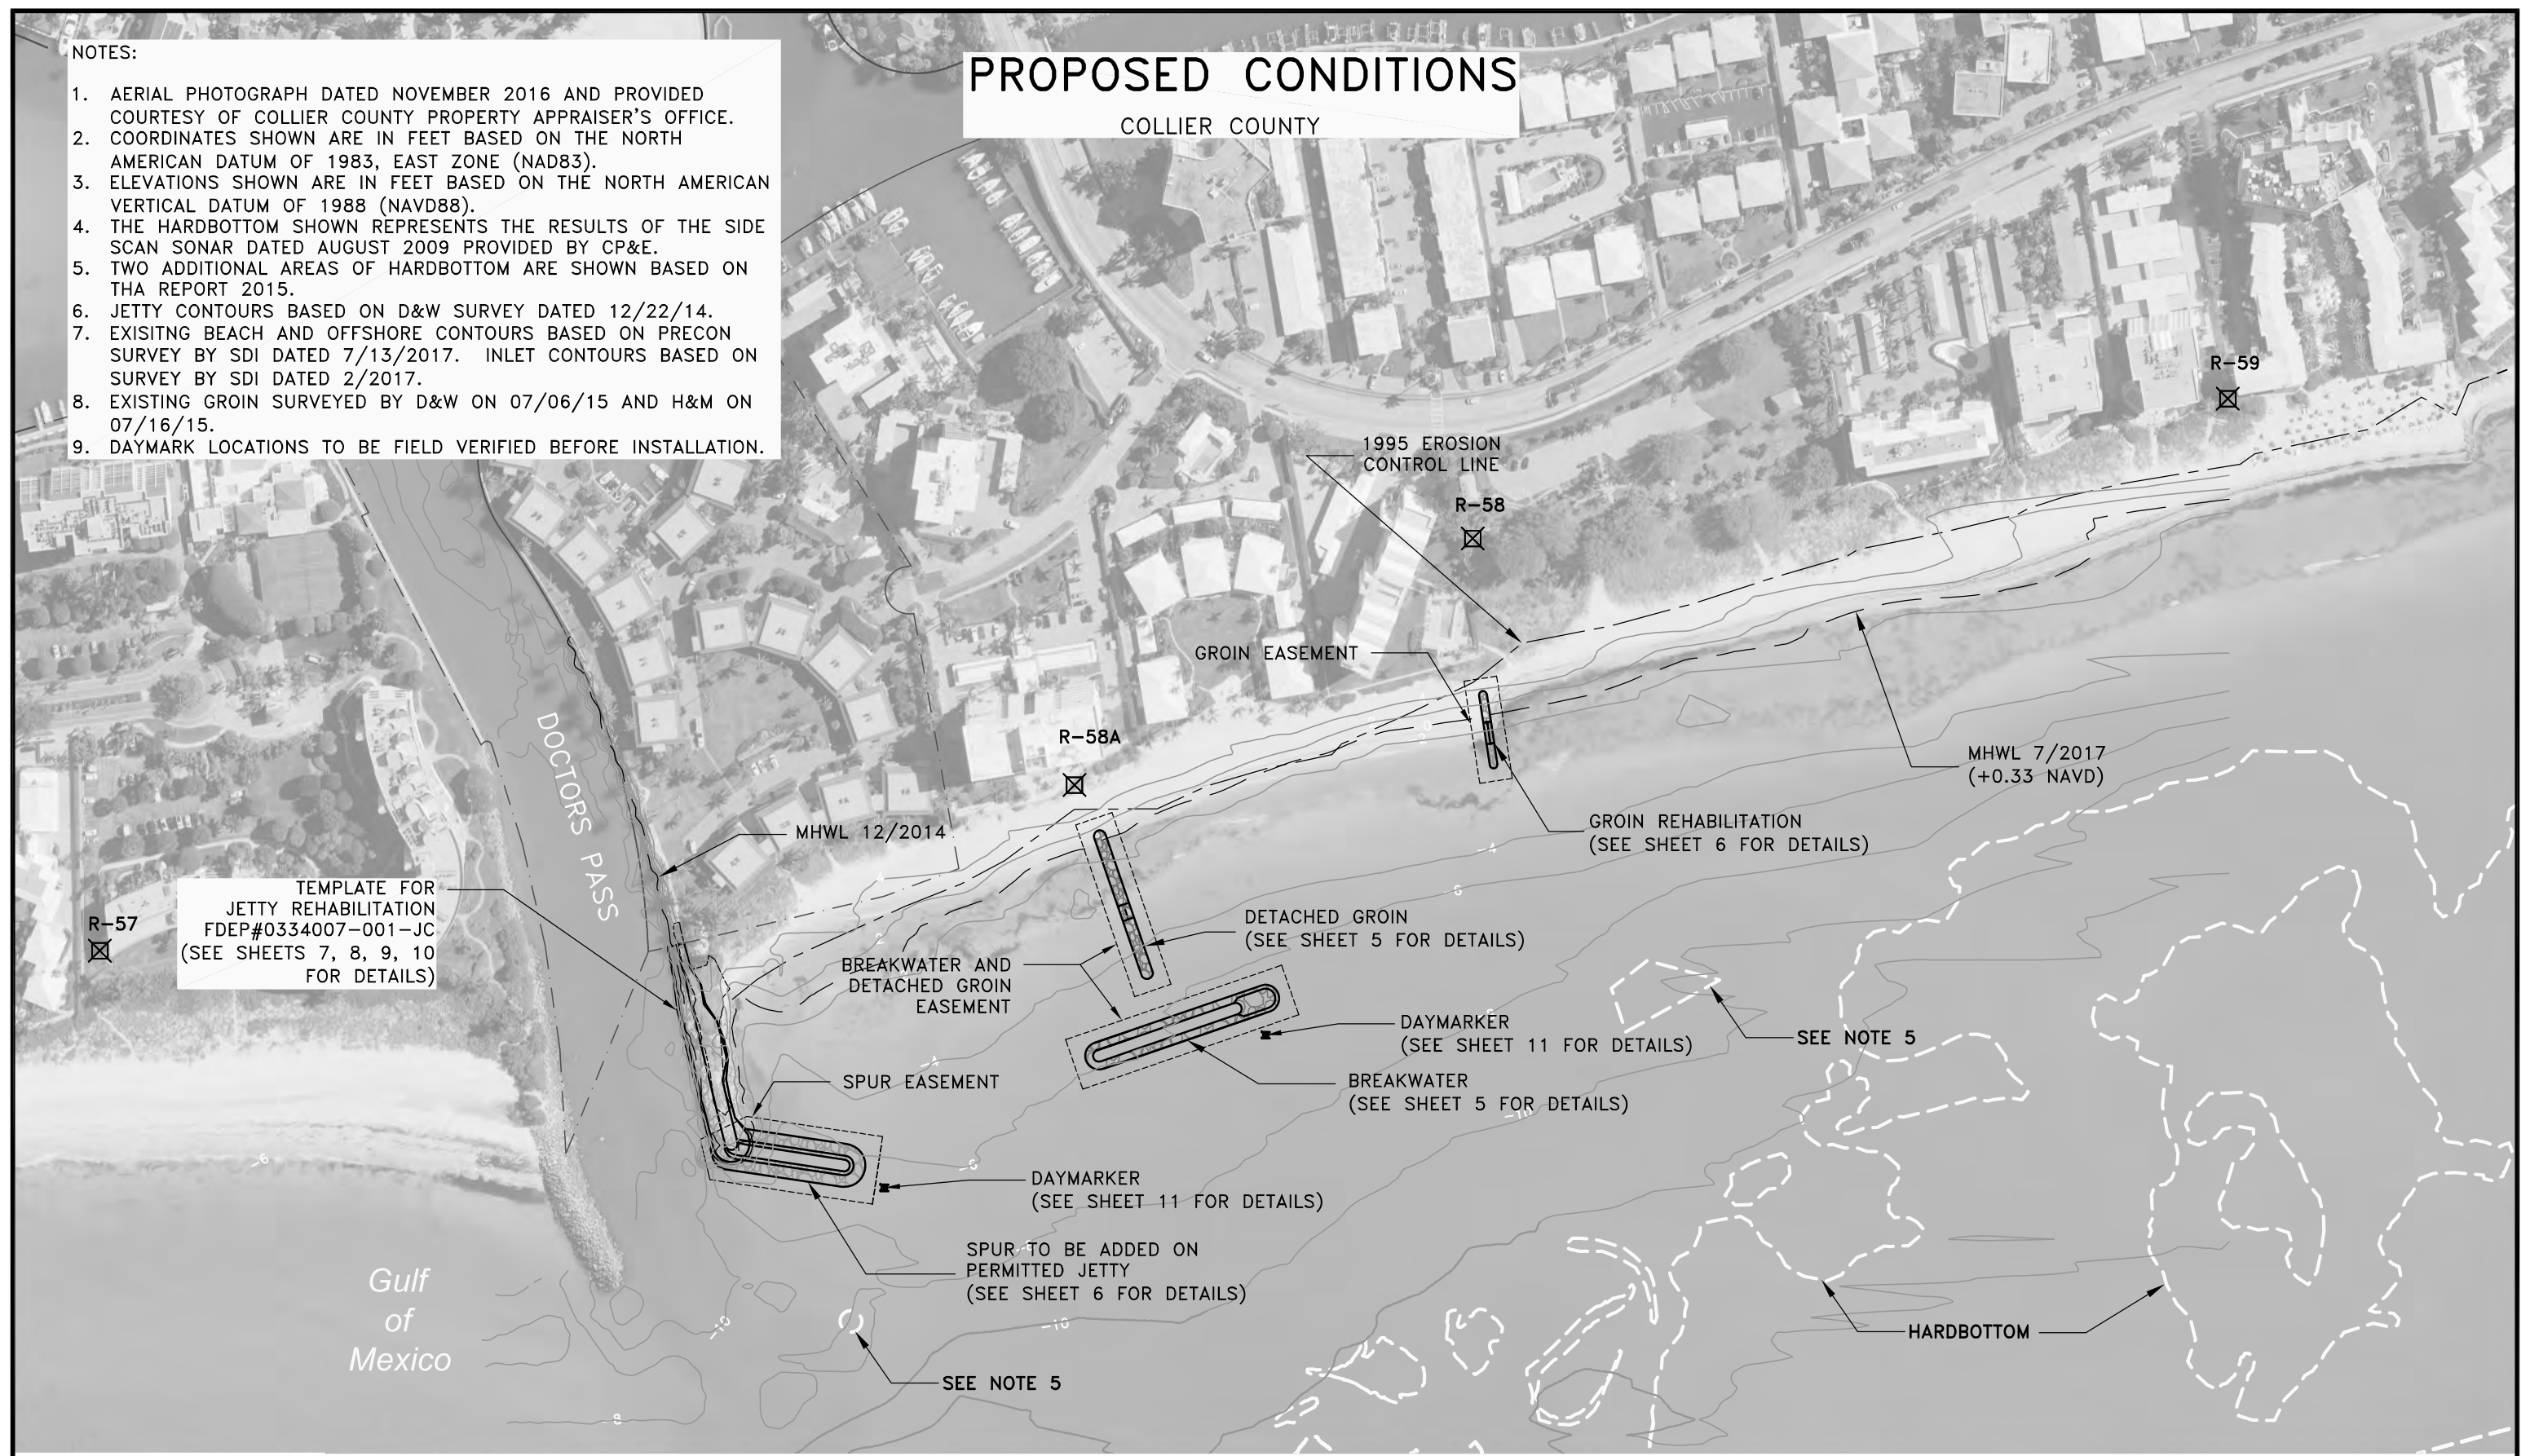 NOTES:
1. AERIAL PHOTOGRAPH DATED NOVEMBER 2016 AND PROVIDED
COURTESY OF COLLIER COUNTY PROPERTY APPRAISER'S OFFICE.
2. COORDINATES SHOWN ARE IN FEET BASED ON THE NORTH
AMERICAN DATUM OF 1983, EAST ZONE (NAD83).
3. ELEVATIONS SHOWN ARE IN FEET BASED ON THE NORTH AMERICAN
VERTICAL DATUM OF 1988 (NAVD88).
4. THE HARDBOTTOM SHOWN REPRESENTS THE RESULTS OF THE SIDE
SCAN SONAR DATED AUGUST 2009 PROVIDED BY CP&E.
5. TWO ADDITIONAL AREAS OF HARDBOTTOM ARE SHOWN BASED ON
THA REPORT 2015.
6. JETTY CONTOURS BASED ON D&W SURVEY DATED 12/22/14.
7. EXISITNG BEACH AND OFFSHORE CONTOURS BASED ON PRECON
SURVEY BY SDI DATED 7/13/2017. INLET CONTOURS BASED ON
SURVEY BY SDI DATED 2/2017.
8. EXISTING GROIN SURVEYED BY D&W ON 07/06/15 AND H&M ON
07/16/15.
9. DAYMARK LOCATIONS TO BE FIELD VERIFIED BEFORE INSTALLATION.
PROPOSED CONDITIONS
COLLIER COUNTY
R-59
1995 EROSION
CONTROL LINE
R-58
GROIN EASEMENT
R-58A
MHWL 7/2017
(+0.33 NAVD)
DOCTORS PASS
MHWL 12/2014
GROIN REHABILITATION
(SEE SHEET 6 FOR DETAILS)
-4
-6
TEMPLATE FOR
JETTY REHABILITATION
FDEP#0334007-001-JC
(SEE SHEETS 7, 8, 9, 10
FOR DETAILS)
R-57
DETACHED GROIN
(SEE SHEET 5 FOR DETAILS)
BREAKWATER AND
DETACHED GROIN
EASEMENT
DAYMARKER
(SEE SHEET 11 FOR DETAILS)
SEE NOTE 5
-4
SPUR EASEMENT
BREAKWATER
(SEE SHEET 5 FOR DETAILS)
-10
-6
-6
DAYMARKER
(SEE SHEET 11 FOR DETAILS)
SPUR TO BE ADDED ON
PERMITTED JETTY
(SEE SHEET 6 FOR DETAILS)
Gulf
of
Mexico
-10
-10
HARDBOTTOM
SEE NOTE 5
-8